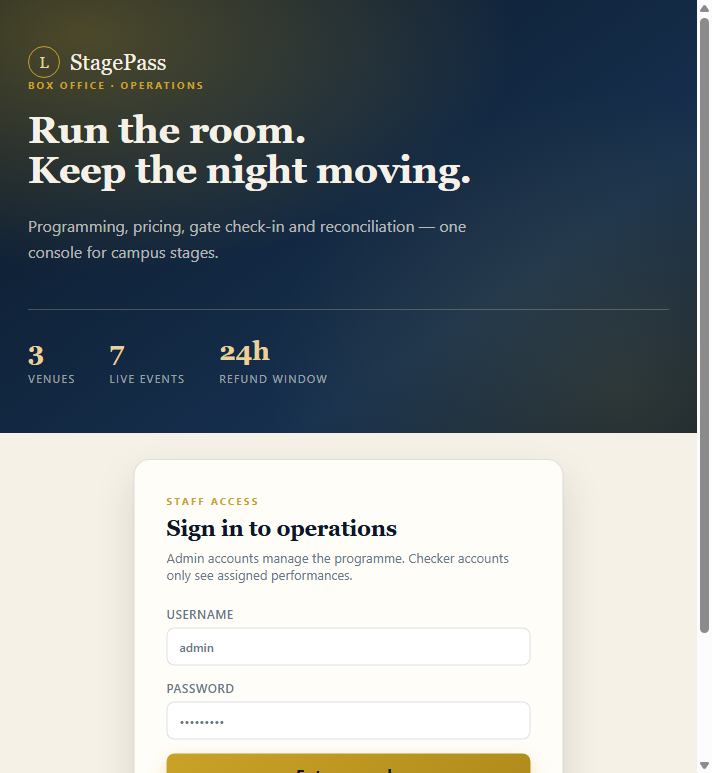 L StagePass
BOX OFFICE · OPERATIONS
Run the room.
Keep the night moving.
Programming, pricing, gate check-in and reconciliation — one
console for campus stages.
3 7 24h
VENUES LIVE EVENTS REFUND WINDOW
STAFF ACCESS
Sign in to operations
Admin accounts manage the programme. Checker accounts
only see assigned performances.
USERNAME
admin
PASSWORD
•••••••••